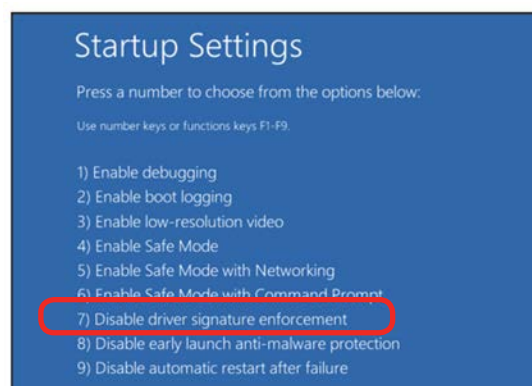 Startup Settings
Press a number to choose from the options below:
Use number keys or functions keys F1-F9.
1) Enable debugging
2) Enable boot logging
3) Enable low-resolution video
4) Enable Safe Mode
5) Enable Safe Mode with Networking
6) Enable Safe Mode with Command Prompt
7) Disable driver signature enforcement
8) Disable early launch anti-malware protection
9) Disable automatic restart after failure